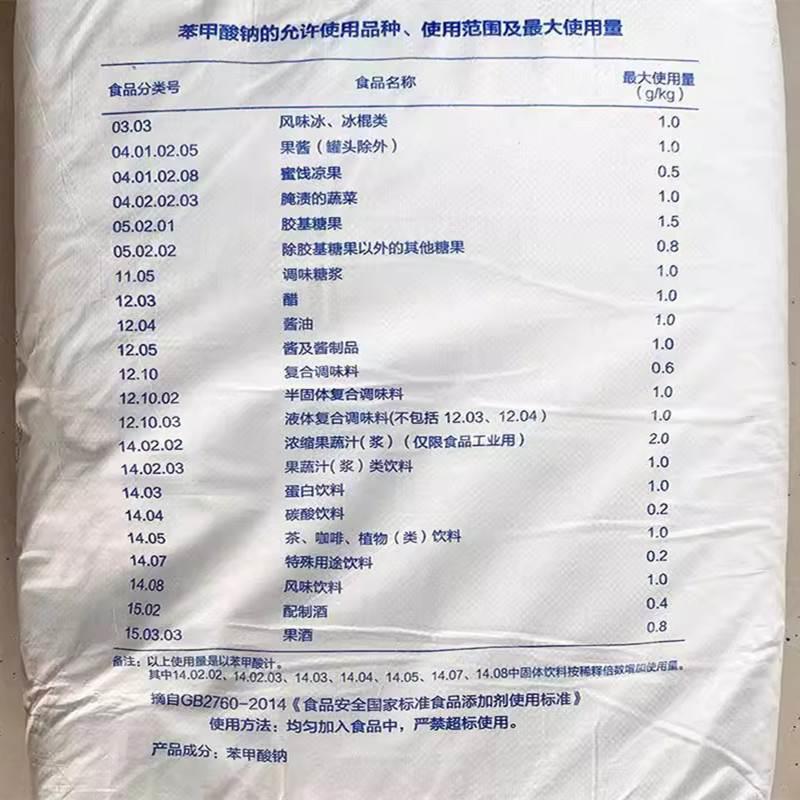 苯甲酸钠的允许使用品种、使用范围及最大使用量
食品分类号 食品名称 最大使用量(g/kg)
03.03 风味冰、冰棍类 1.0
04.01.02.05 果酱(罐头除外) 1.0
04.01.02.08 蜜饯凉果 0.5
04.02.02.03 腌渍的蔬菜 1.0
05.02.01 胶基糖果 1.5
05.02.02 除胶基糖果以外的其他糖果 0.8
11.05 调味糖浆 1.0
12.03 醋 1.0
12.04 酱油 1.0
12.05 酱及酱制品 1.0
12.10 复合调味料 0.6
12.10.02 半固体复合调味料 1.0
12.10.03 液体复合调味料(不包括 12.03、12.04) 1.0
14.02.02 浓缩果蔬汁(浆)(仅限食品工业用) 2.0
14.02.03 果蔬汁(浆)类饮料 1.0
14.03 蛋白饮料 1.0
14.04 碳酸饮料 0.2
14.05 茶、咖啡、植物(类)饮料 1.0
14.07 特殊用途饮料 0.2
14.08 风味饮料 1.0
15.02 配制酒 0.4
15.03.03 果酒 0.8
备注:以上使用量是以苯甲酸计。
其中14.02.02、14.02.03、14.03、14.04、14.05、14.07、14.08中固体饮料按稀释倍数增加使用量。
摘自GB2760-2014《食品安全国家标准食品添加剂使用标准》
使用方法:均匀加入食品中,严禁超标使用。
产品成分:苯甲酸钠